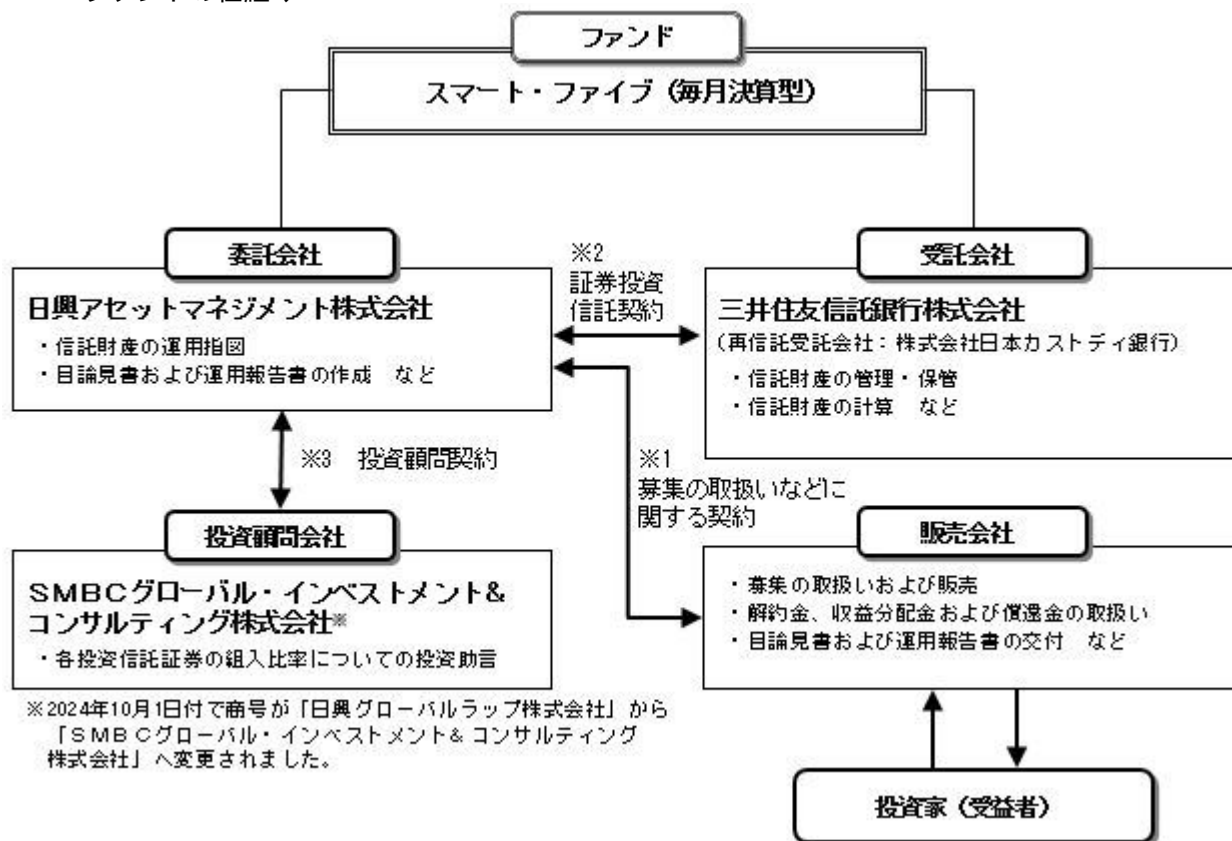 ファンド
スマート・ファイブ（毎月決算型）
委託会社
日興アセットマネジメント株式会社
・信託財産の運用指図
・目論見書および運用報告書の作成　など
※2
証券投資
信託契約
受託会社
三井住友信託銀行株式会社
（再信託受託会社：株式会社日本カストディ銀行）
・信託財産の管理・保管
・信託財産の計算　など
※3　投資顧問契約
※1
募集の取扱いなどに
関する契約
投資顧問会社
ＳＭＢＣグローバル・インベストメント＆
コンサルティング株式会社※
・各投資信託証券の組入比率についての投資助言
※2024年10月1日付で商号が「日興グローバルラップ株式会社」から
「ＳＭＢＣグローバル・インベストメント＆コンサルティング
株式会社」へ変更されました。
販売会社
・募集の取扱いおよび販売
・解約金、収益分配金および償還金の取扱い
・目論見書および運用報告書の交付　など
投資家（受益者）